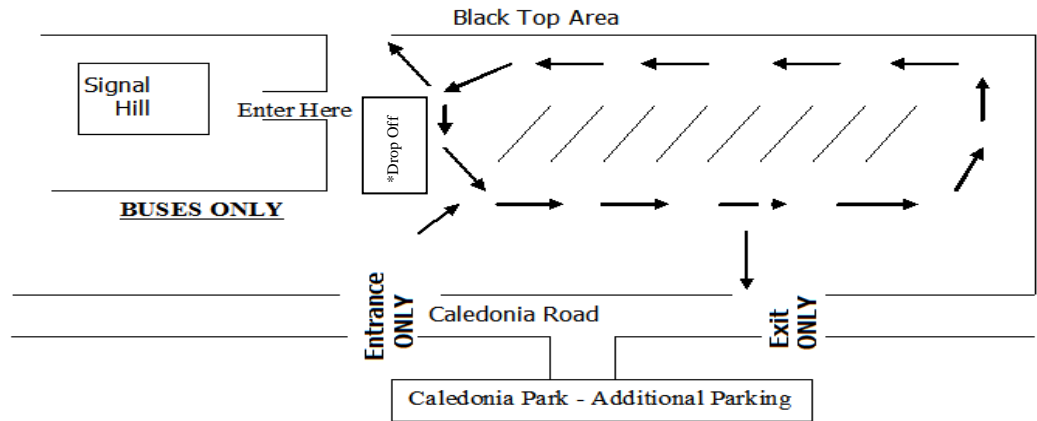 Black Top Area
Signal
Hill
Enter Here
*Drop Off
BUSES ONLY
Entrance
ONLY
Caledonia Road
Exit
ONLY
Caledonia Park - Additional Parking